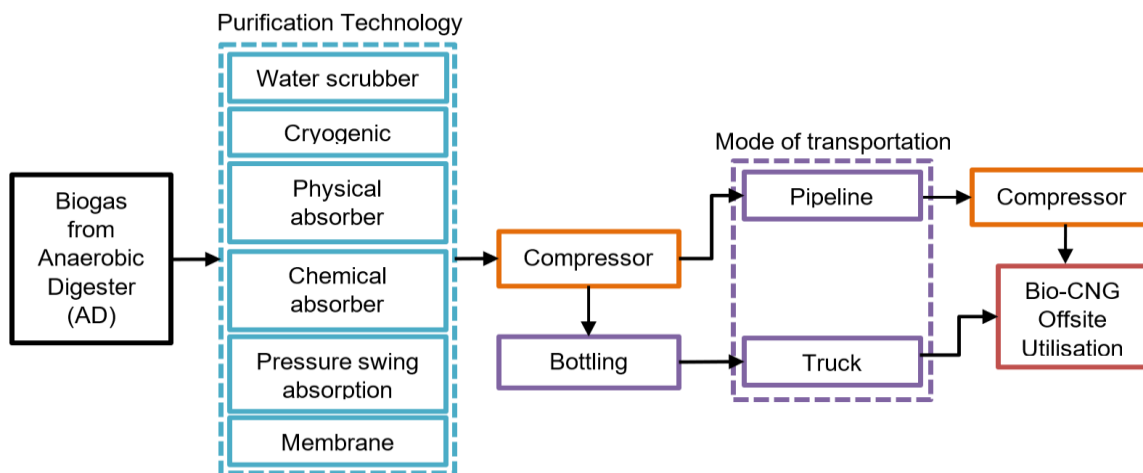 Purification Technology
Water scrubber
Cryogenic
Physical
absorber
Chemical
absorber
Pressure swing
absorption
Membrane
Biogas
from
Anaerobic
Digester
(AD)
Compressor
Bottling
Mode of transportation
Pipeline
Truck
Compressor
Bio-CNG
Offsite
Utilisation